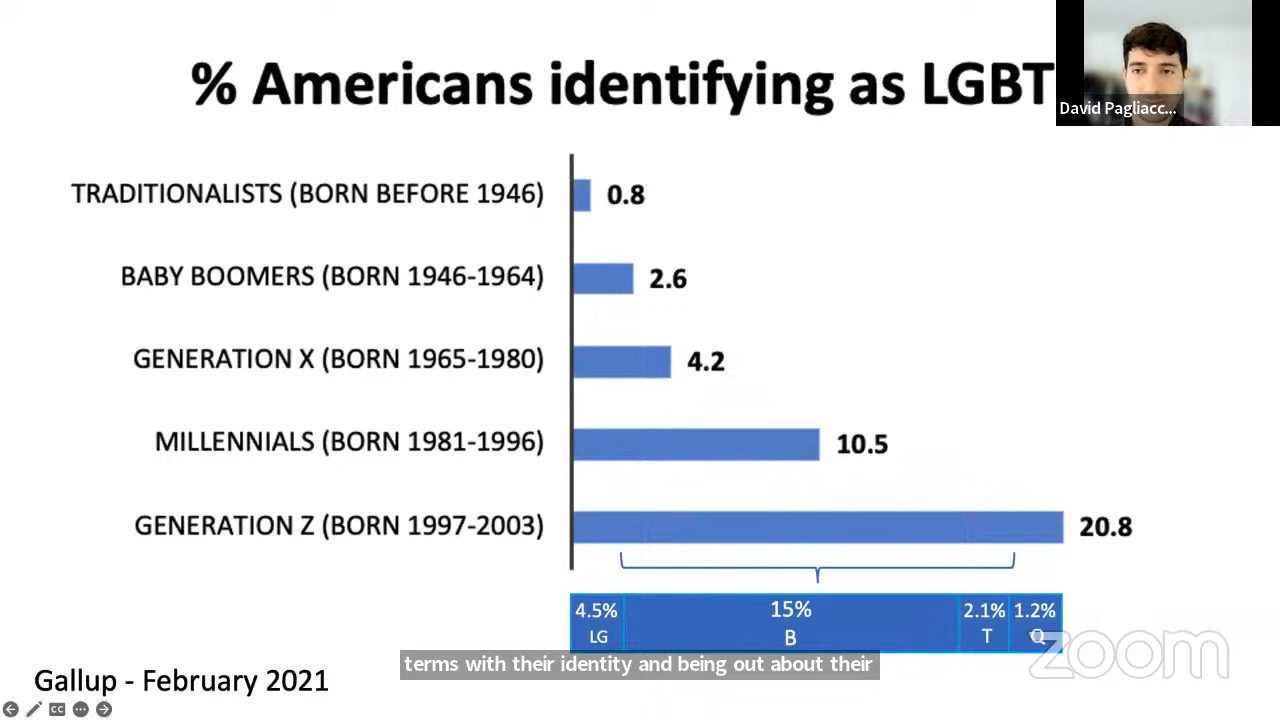 % Americans identifying as LGBT
David Pagliacc...
TRADITIONALISTS (BORN BEFORE 1946)
0.8
BABY BOOMERS (BORN 1946-1964)
2.6
GENERATION X (BORN 1965-1980)
4.2
MILLENNIALS (BORN 1981-1996)
10.5
GENERATION Z (BORN 1997-2003)
20.8
4.5% 15% 2.1% 1.2%
LG B T Q
zoom
terms with their identity and being out about their
Gallup - February 2021
CC